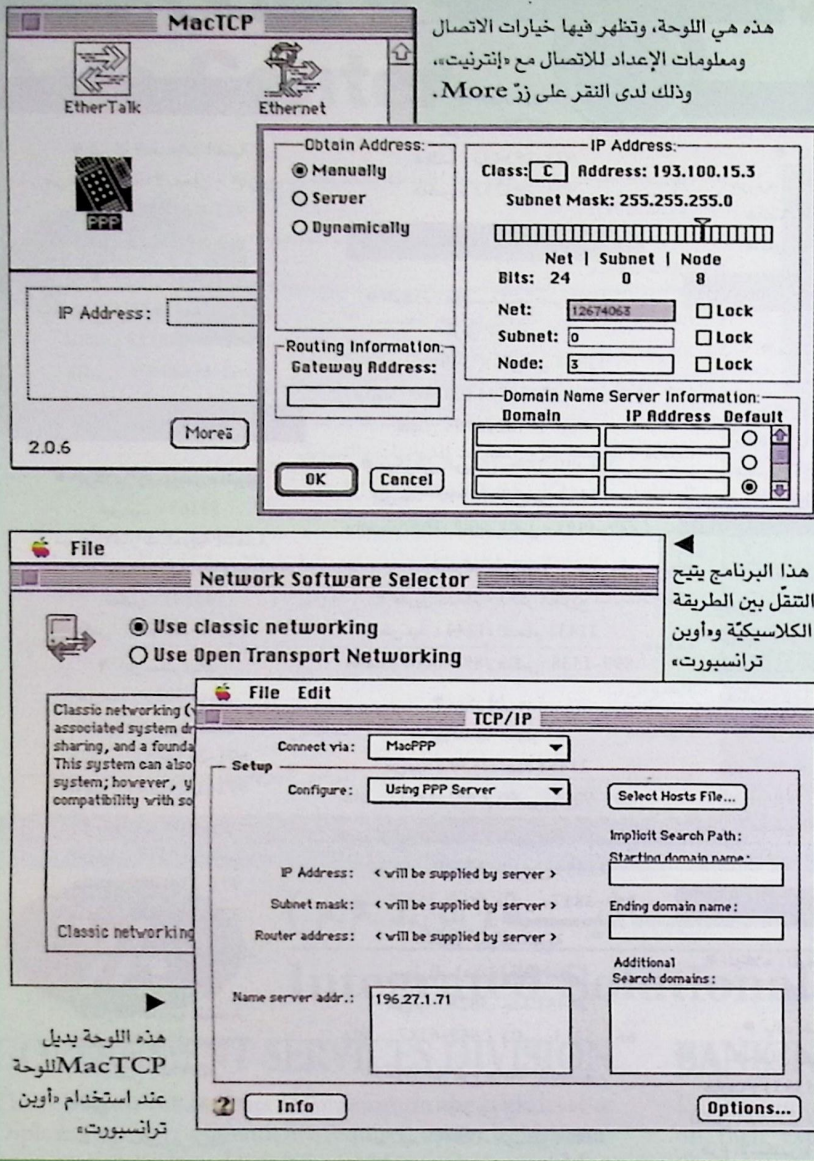 MacTCP
EtherTalk
Ethernet
PPP
IP Address:
2.0.6
Moreä
هذه هي اللوحة، وتظهر فيها خيارات الاتصال
ومعلومات الإعداد للاتصال مع «إنترنيت»،
وذلك لدى النقر على زرّ More.
Obtain Address:
Manually
Server
Dynamically
Routing Information:
Gateway Address:
OK
Cancel
IP Address:
Class: C Address: 193.100.15.3
Subnet Mask: 255.255.255.0
Net | Subnet | Node
Bits: 24 0 8
Net: 12674063 Lock
Subnet: 0 Lock
Node: 3 Lock
Domain Name Server Information:
Domain IP Address Default
هذا البرنامج يتيح
التنقّل بين الطريقة
الكلاسيكيّة و«أوبن
ترانسبورت»
File
Network Software Selector
Use classic networking
Use Open Transport Networking
Classic networking (
associated system dr
sharing, and a founda
This system can also
system; however, y
compatibility with so
Classic networking
File Edit
TCP/IP
Connect via: MacPPP
Setup
Configure: Using PPP Server
Select Hosts File...
Implicit Search Path:
Starting domain name:
IP Address: < will be supplied by server >
Subnet mask: < will be supplied by server >
Ending domain name:
Router address: < will be supplied by server >
Additional
Search domains:
Name server addr.: 196.27.1.71
? Info
Options...
هذه اللوحة بديل
للوحة MacTCP
عند استخدام «أوبن
ترانسبورت»